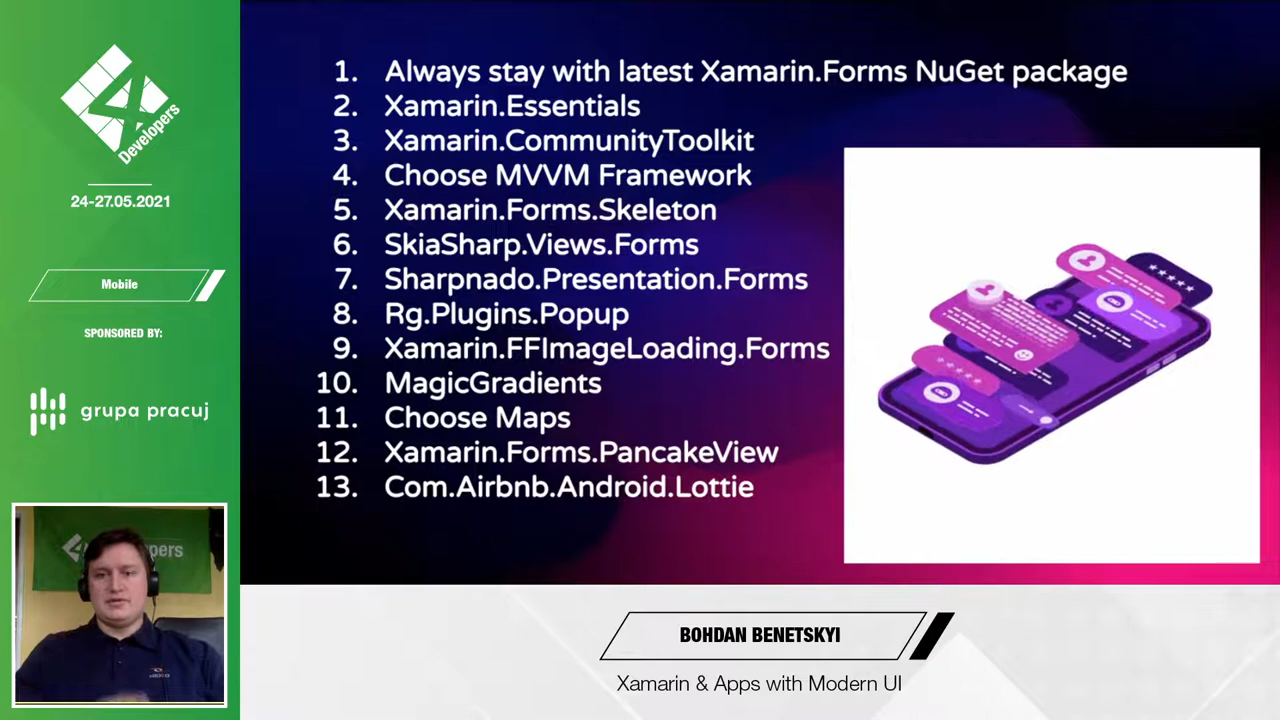 4
Developers
24-27.05.2021
Mobile
SPONSORED BY:
grupa pracuj
1. Always stay with latest Xamarin.Forms NuGet package
2. Xamarin.Essentials
3. Xamarin.CommunityToolkit
4. Choose MVVM Framework
5. Xamarin.Forms.Skeleton
6. SkiaSharp.Views.Forms
7. Sharpnado.Presentation.Forms
8. Rg.Plugins.Popup
9. Xamarin.FFImageLoading.Forms
10. MagicGradients
11. Choose Maps
12. Xamarin.Forms.PancakeView
13. Com.Airbnb.Android.Lottie
BOHDAN BENETSKYI
Xamarin & Apps with Modern UI